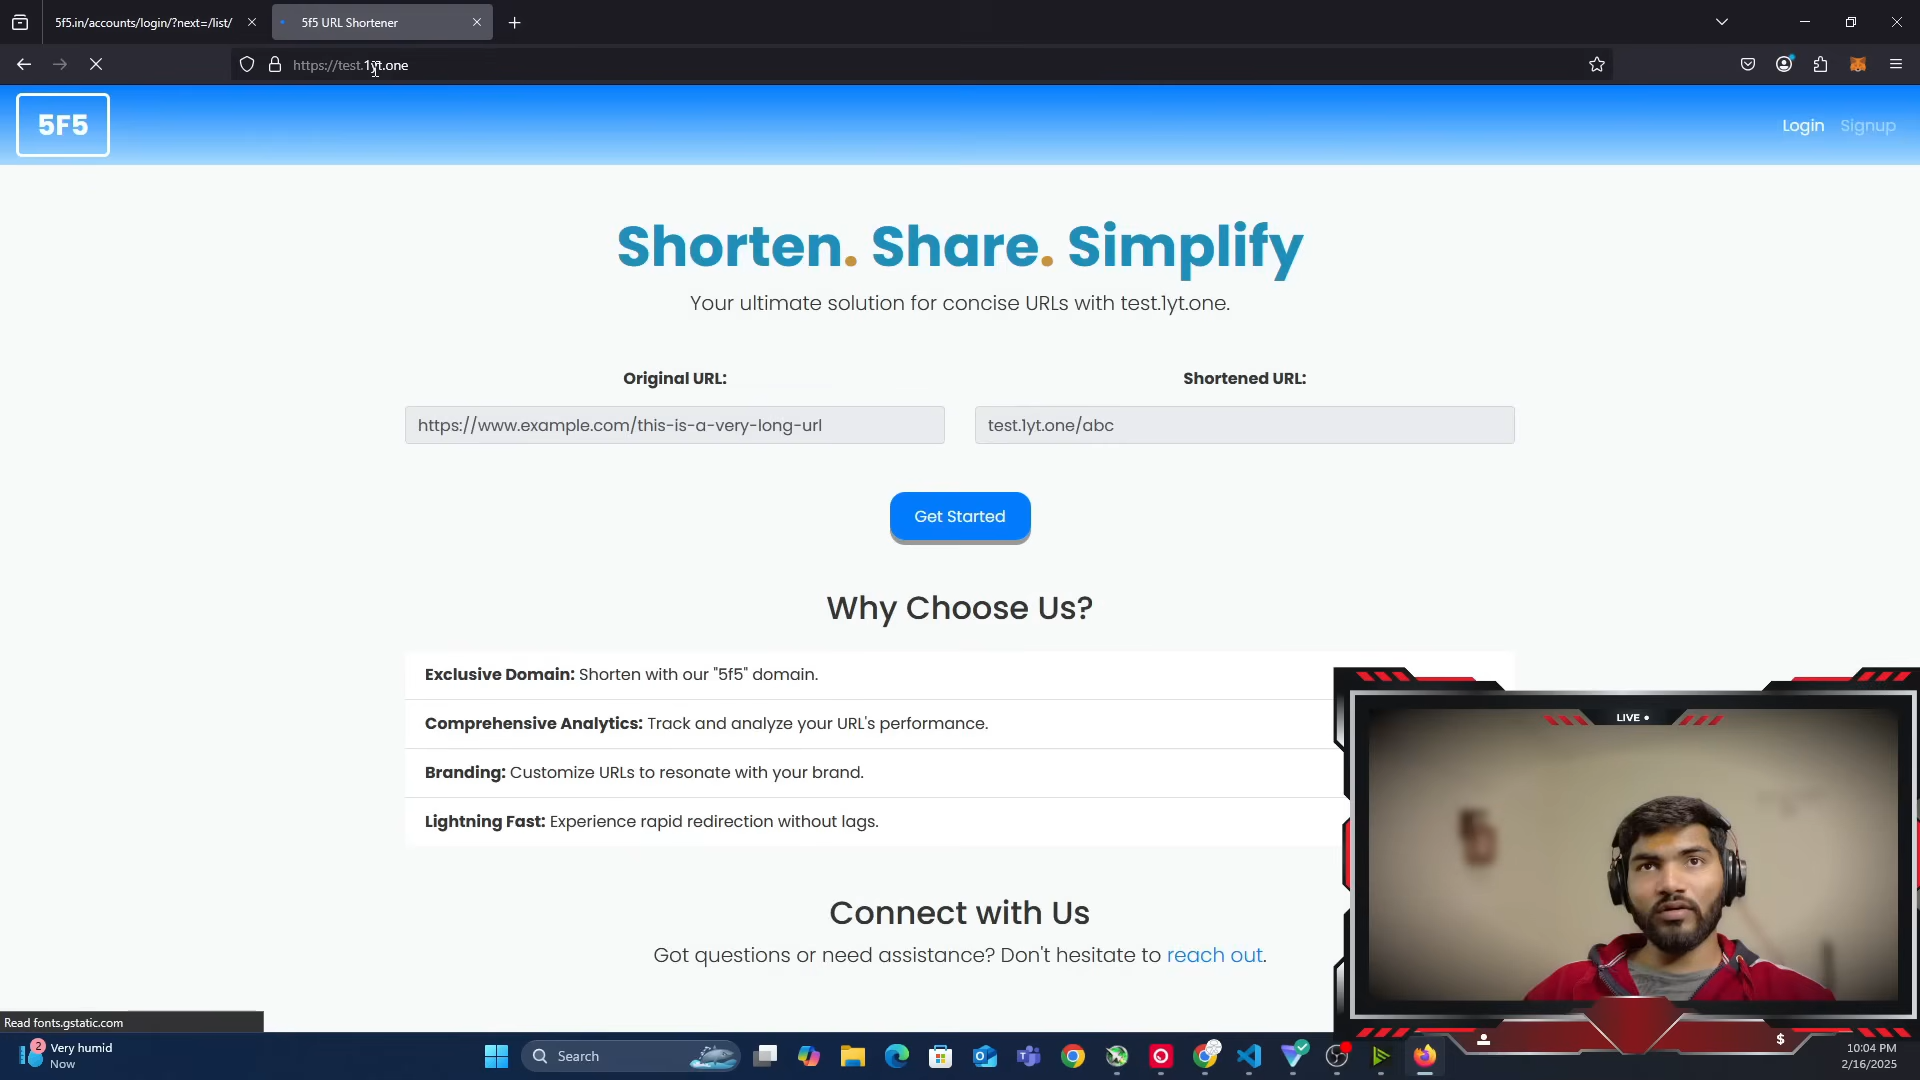 5f5.in/accounts/login/?next=/list/
5f5 URL Shortener
https://test.1yt.one
5F5
Login Signup
Shorten. Share. Simplify
Your ultimate solution for concise URLs with test.1yt.one.
Original URL:
Shortened URL:
https://www.example.com/this-is-a-very-long-url
test.1yt.one/abc
Get Started
Why Choose Us?
Exclusive Domain: Shorten with our "5f5" domain.
Comprehensive Analytics: Track and analyze your URL's performance.
Branding: Customize URLs to resonate with your brand.
Lightning Fast: Experience rapid redirection without lags.
LIVE
Connect with Us
Got questions or need assistance? Don't hesitate to reach out.
Read fonts.gstatic.com
2
Very humid
Now
Search
$
10:04 PM
2/16/2025